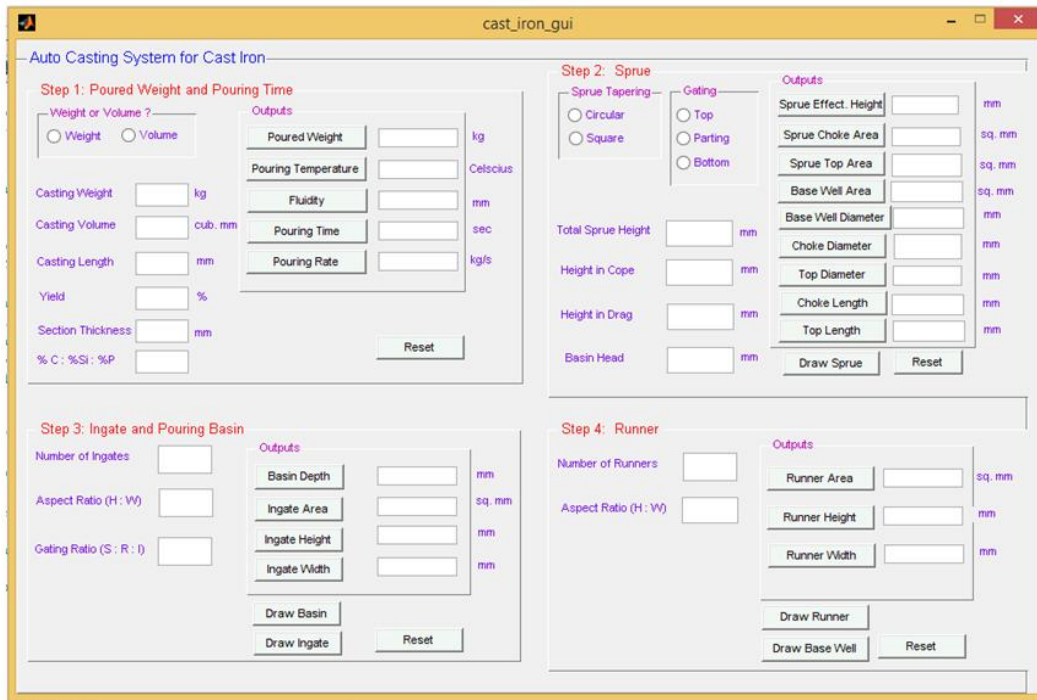 cast_iron_gui
Auto Casting System for Cast Iron
Step 1: Poured Weight and Pouring Time
Weight or Volume ?
Weight Volume
Casting Weight kg
Casting Volume cub. mm
Casting Length mm
Yield %
Section Thickness mm
% C : %Si : %P
Outputs
Poured Weight kg
Pouring Temperature Celscius
Fluidity mm
Pouring Time sec
Pouring Rate kg/s
Reset
Step 2: Sprue
Sprue Tapering
Circular
Square
Gating
Top
Parting
Bottom
Total Sprue Height mm
Height in Cope mm
Height in Drag mm
Basin Head mm
Outputs
Sprue Effect. Height mm
Sprue Choke Area sq. mm
Sprue Top Area sq. mm
Base Well Area sq. mm
Base Well Diameter mm
Choke Diameter mm
Top Diameter mm
Choke Length mm
Top Length mm
Draw Sprue Reset
Step 3: Ingate and Pouring Basin
Number of Ingates
Aspect Ratio (H : W)
Gating Ratio (S : R : I)
Outputs
Basin Depth mm
Ingate Area sq. mm
Ingate Height mm
Ingate Width mm
Draw Basin
Draw Ingate Reset
Step 4: Runner
Number of Runners
Aspect Ratio (H : W)
Outputs
Runner Area sq. mm
Runner Height mm
Runner Width mm
Draw Runner
Draw Base Well Reset